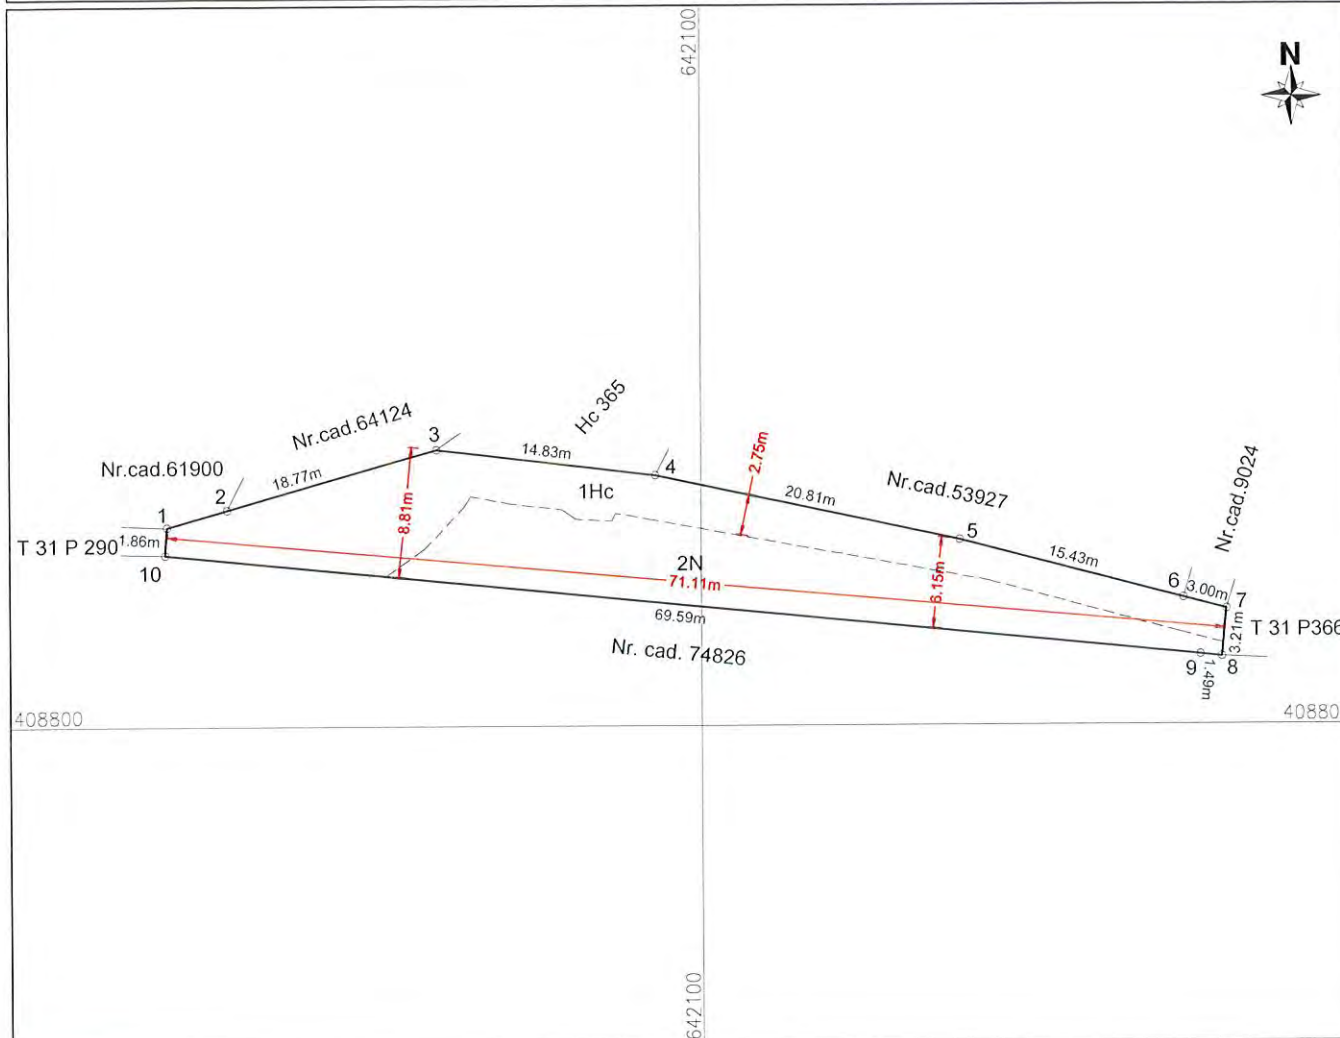 642100
N
Nr.cad.61900
Nr.cad.64124
Hc 365
Nr.cad.53927
Nr.cad.9024
1
2
3
4
5
6
7
8
9
10
18.77m
14.83m
20.81m
15.43m
3.00m
3.21m
1.49m
69.59m
1.86m
8.81m
2.75m
6.15m
71.11m
1Hc
2N
T 31 P 290
T 31 P366
Nr. cad. 74826
408800
40880
642100